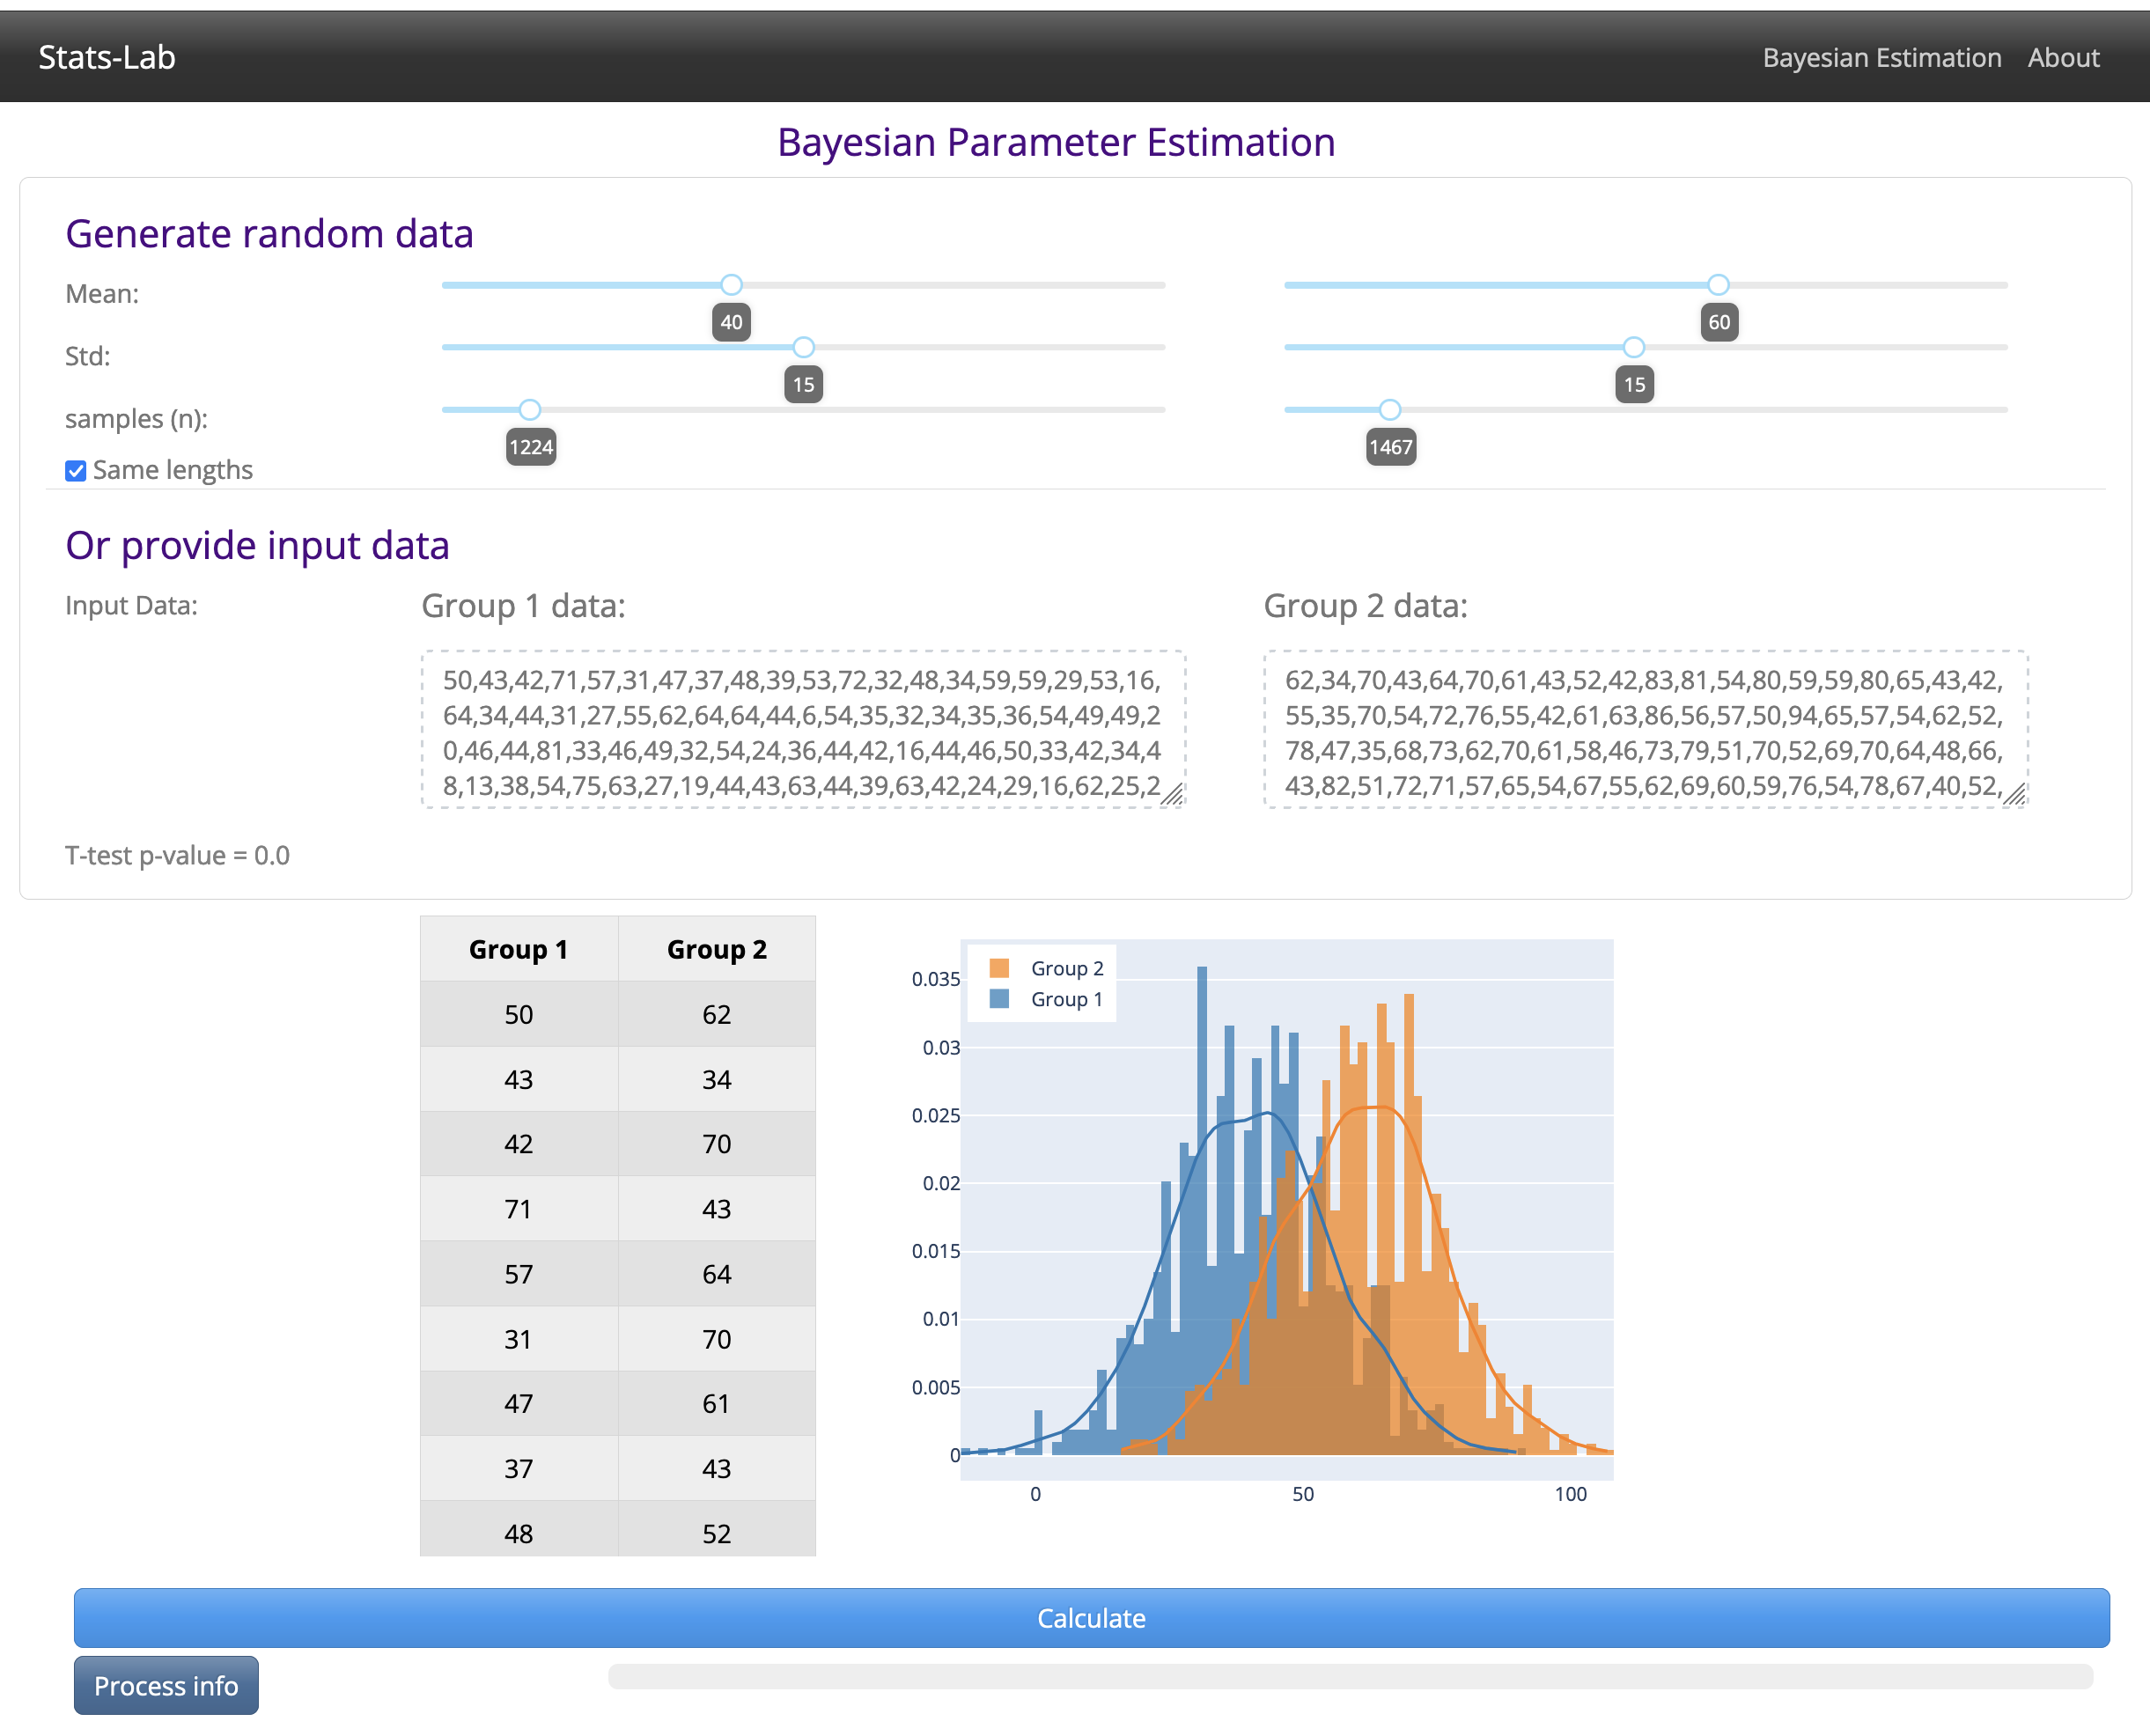 Stats-Lab
Bayesian Estimation About
Bayesian Parameter Estimation
Generate random data
Mean:
40
60
Std:
15
15
samples (n):
1224
1467
Same lengths
Or provide input data
Input Data:
Group 1 data:
Group 2 data:
50,43,42,71,57,31,47,37,48,39,53,72,32,48,34,59,59,29,53,16,
64,34,44,31,27,55,62,64,64,44,6,54,35,32,34,35,36,54,49,49,2
0,46,44,81,33,46,49,32,54,24,36,44,42,16,44,46,50,33,42,34,4
8,13,38,54,75,63,27,19,44,43,63,44,39,63,42,24,29,16,62,25,2
62,34,70,43,64,70,61,43,52,42,83,81,54,80,59,59,80,65,43,42,
55,35,70,54,72,76,55,42,61,63,86,56,57,50,94,65,57,54,62,52,
78,47,35,68,73,62,70,61,58,46,73,79,51,70,52,69,70,64,48,66,
43,82,51,72,71,57,65,54,67,55,62,69,60,59,76,54,78,67,40,52,
T-test p-value = 0.0
Group 1 Group 2
50 62
43 34
42 70
71 43
57 64
31 70
47 61
37 43
48 52
Group 2
Group 1
0.035
0.03
0.025
0.02
0.015
0.01
0.005
0
0 50 100
Calculate
Process info